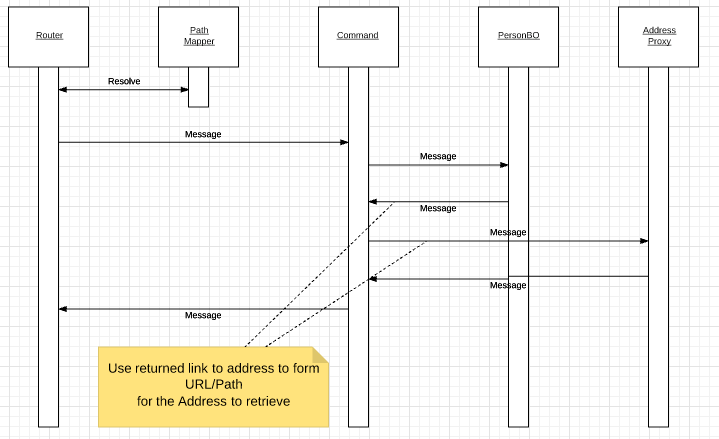 Router
Path
Mapper
Command
PersonBO
Address
Proxy
Resolve
Message
Message
Message
Message
Message
Message
Use returned link to address to form
URL/Path
for the Address to retrieve